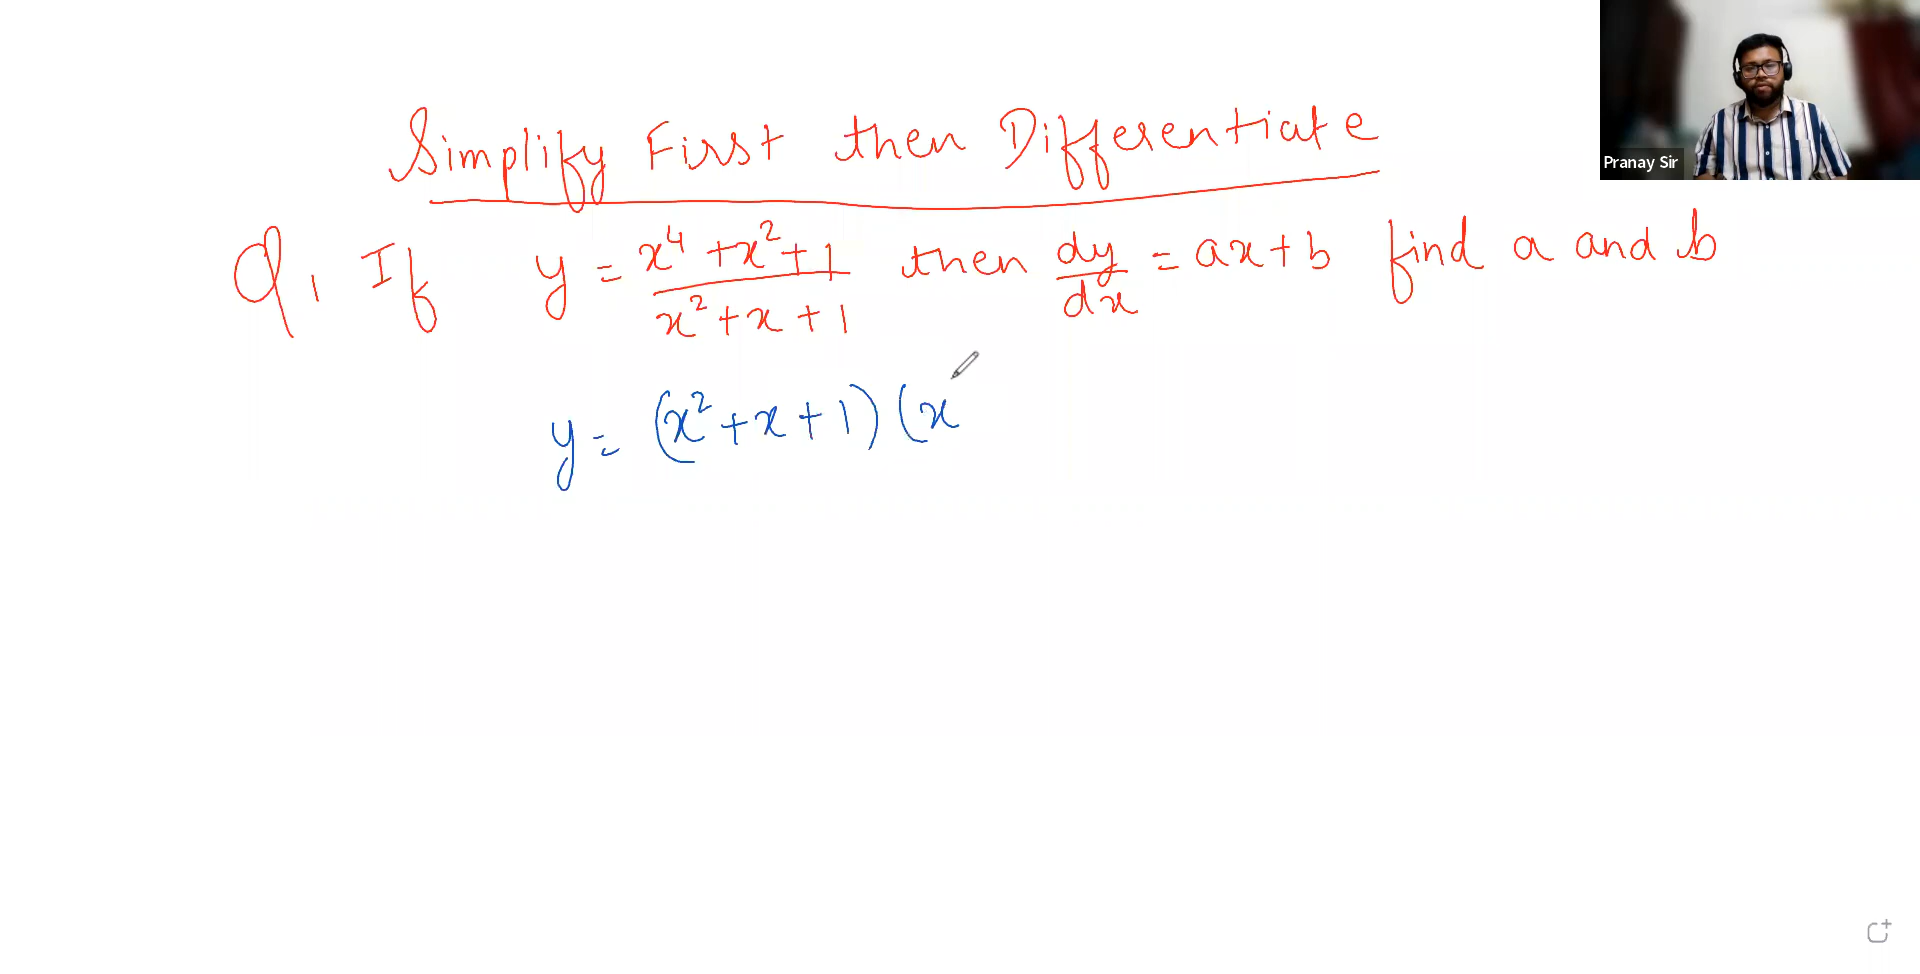 Simplify First then Differentiate
Pranay Sir
Q. If y = x⁴ + x² + 1 / x² + x + 1 then dy/dx = ax + b find a and b
y = (x² + x + 1) (x